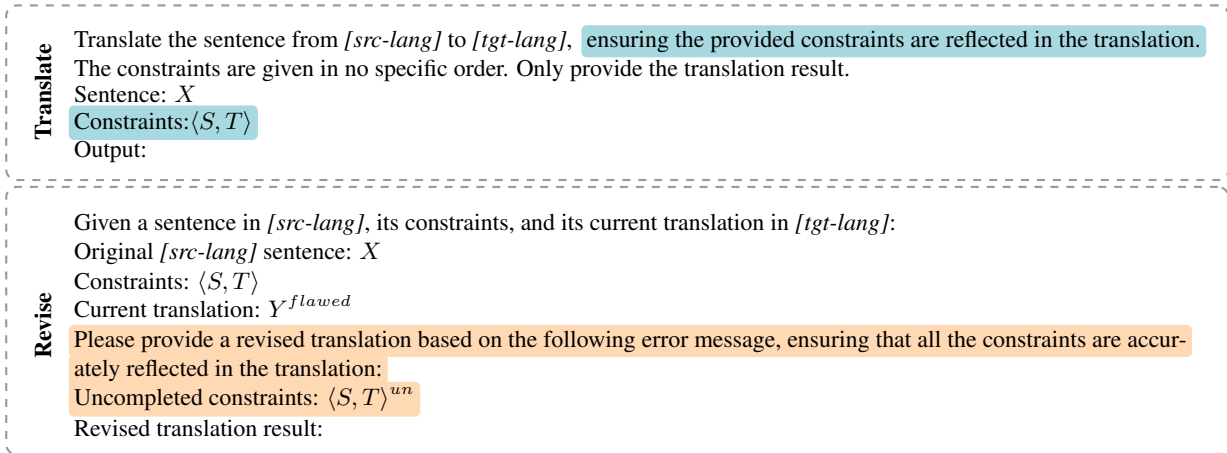 Translate
Translate the sentence from [src-lang] to [tgt-lang], ensuring the provided constraints are reflected in the translation.
The constraints are given in no specific order. Only provide the translation result.
Sentence: X
Constraints:⟨S, T⟩
Output:
Revise
Given a sentence in [src-lang], its constraints, and its current translation in [tgt-lang]:
Original [src-lang] sentence: X
Constraints: ⟨S, T⟩
Current translation: Y^{flawed}
Please provide a revised translation based on the following error message, ensuring that all the constraints are accur-
ately reflected in the translation:
Uncompleted constraints: ⟨S, T⟩^{un}
Revised translation result: